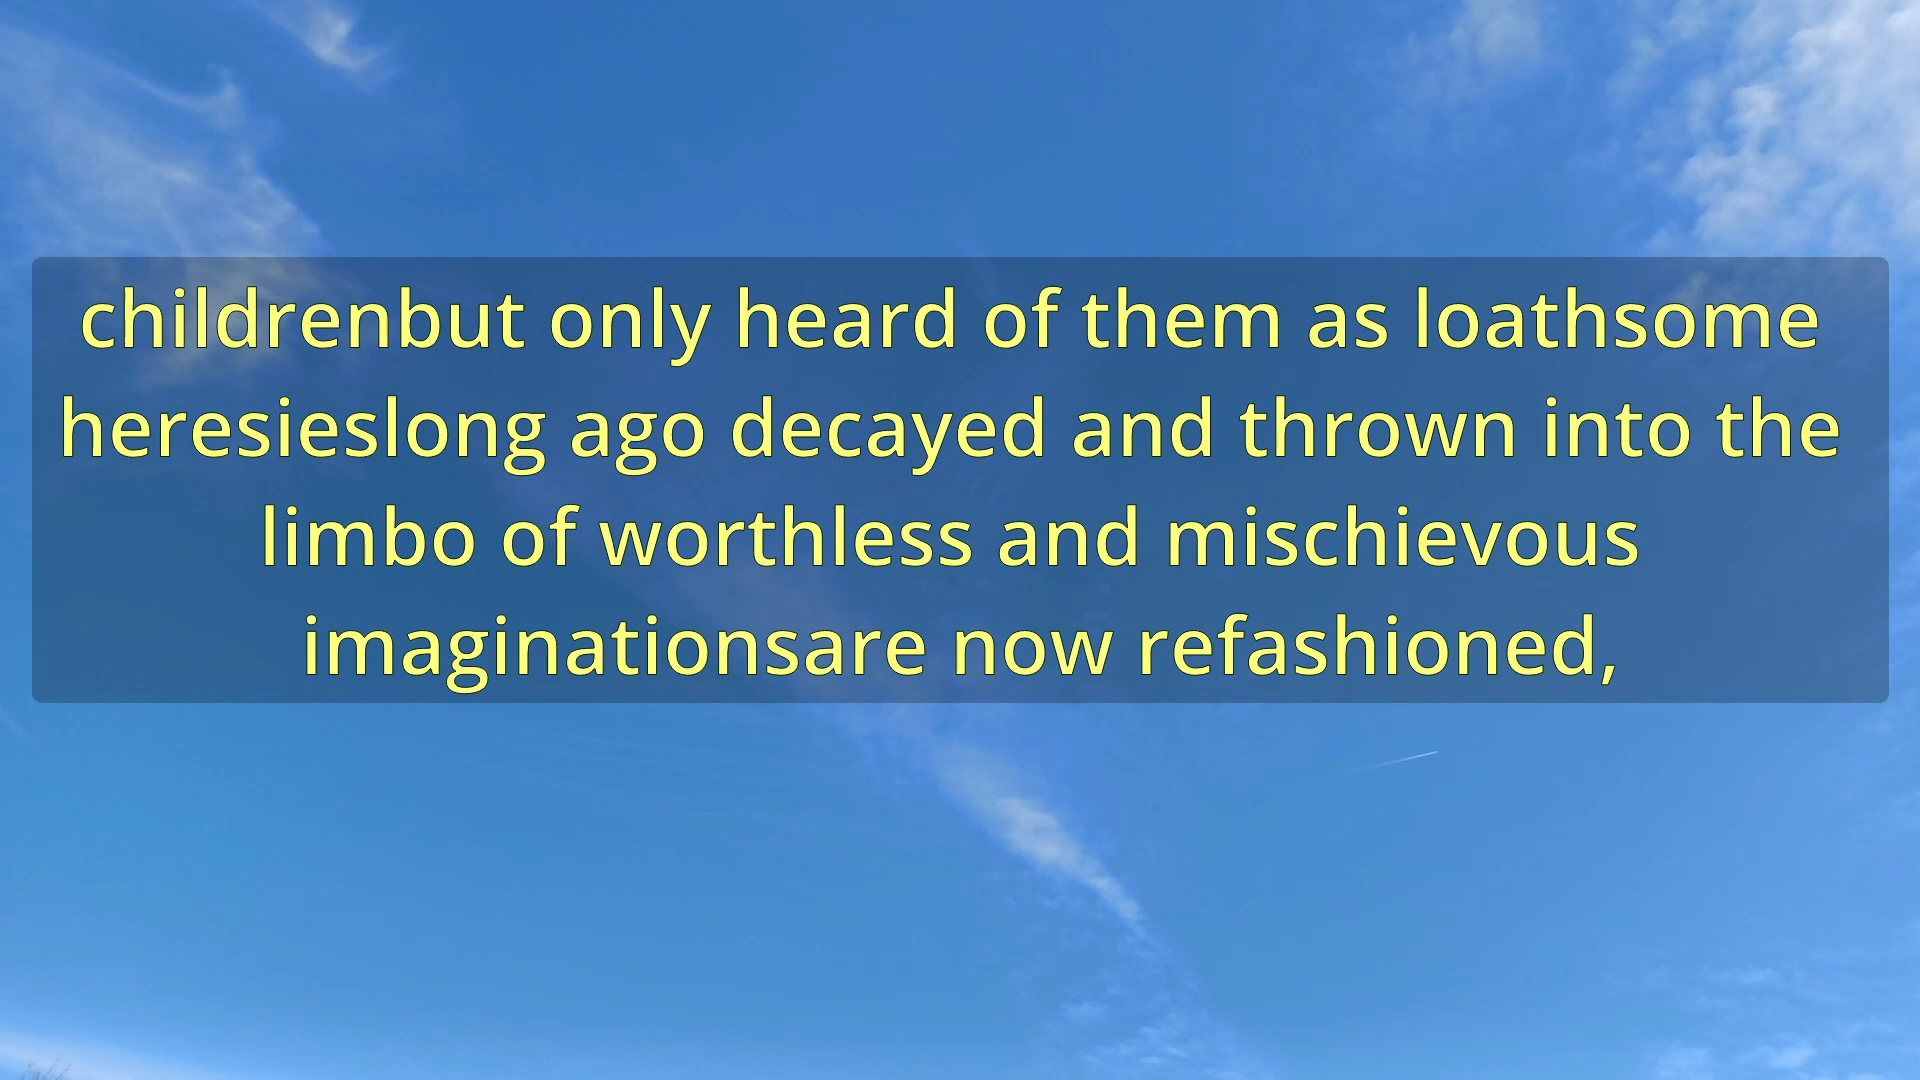 childrenbut only heard of them as loathsome
heresieslong ago decayed and thrown into the
limbo of worthless and mischievous
imaginationsare now refashioned,